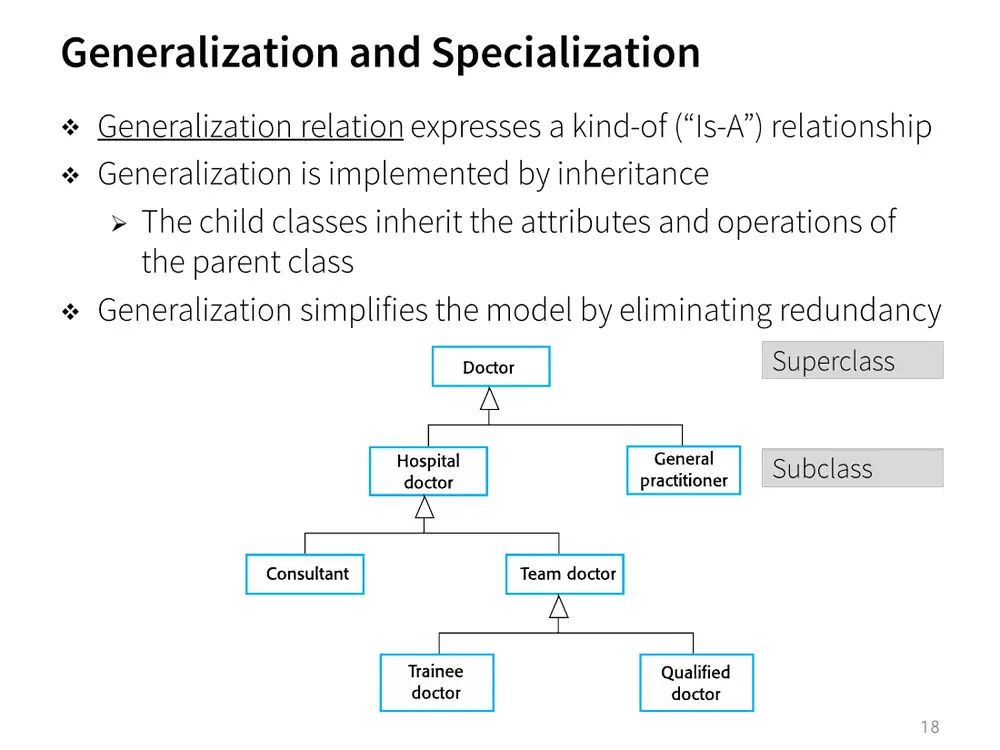 Generalization and Specialization
❖ Generalization relation expresses a kind-of (“Is-A”) relationship
❖ Generalization is implemented by inheritance
➢ The child classes inherit the attributes and operations of
the parent class
❖ Generalization simplifies the model by eliminating redundancy
Doctor
Superclass
Hospital
doctor
General
practitioner
Subclass
Consultant
Team doctor
Trainee
doctor
Qualified
doctor
18